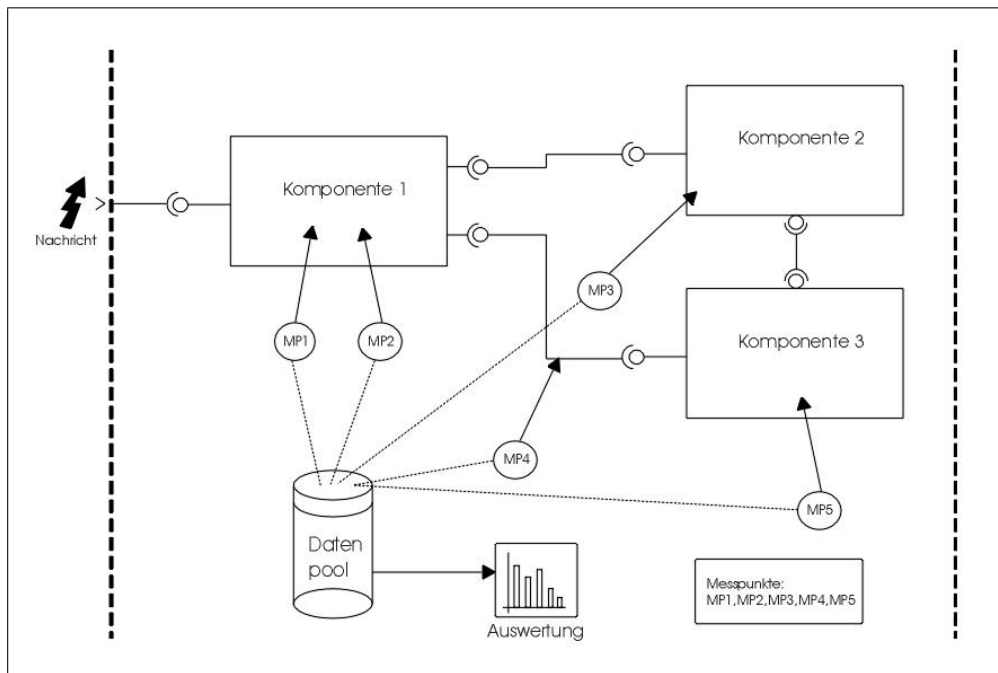 Komponente 2
Komponente 1
Nachricht
MP3
MP1
MP2
Komponente 3
MP4
MP5
Daten
pool
Messpunkte:
MP1,MP2,MP3,MP4,MP5
Auswertung